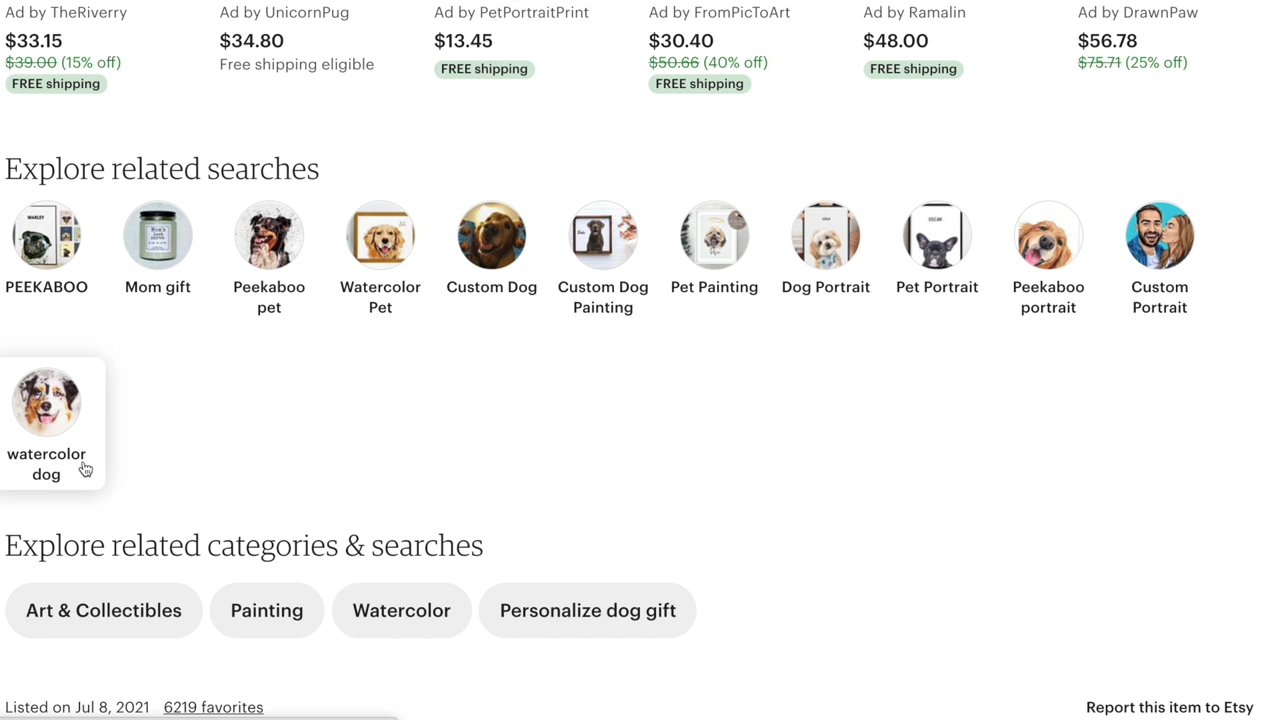 Ad by TheRiverry
Ad by UnicornPug
Ad by PetPortraitPrint
Ad by FromPicToArt
Ad by Ramalin
Ad by DrawnPaw
$33.15
$34.80
$13.45
$30.40
$48.00
$56.78
$39.00 (15% off)
Free shipping eligible
FREE shipping
$50.66 (40% off)
FREE shipping
$75.71 (25% off)
FREE shipping
FREE shipping
Explore related searches
MARLEY
OSCAR
PEEKABOO
Mom gift
Peekaboo
pet
Watercolor
Pet
Custom Dog
Custom Dog
Painting
Pet Painting
Dog Portrait
Pet Portrait
Peekaboo
portrait
Custom
Portrait
watercolor
dog
Explore related categories & searches
Art & Collectibles
Painting
Watercolor
Personalize dog gift
Listed on Jul 8, 2021
6219 favorites
Report this item to Etsy